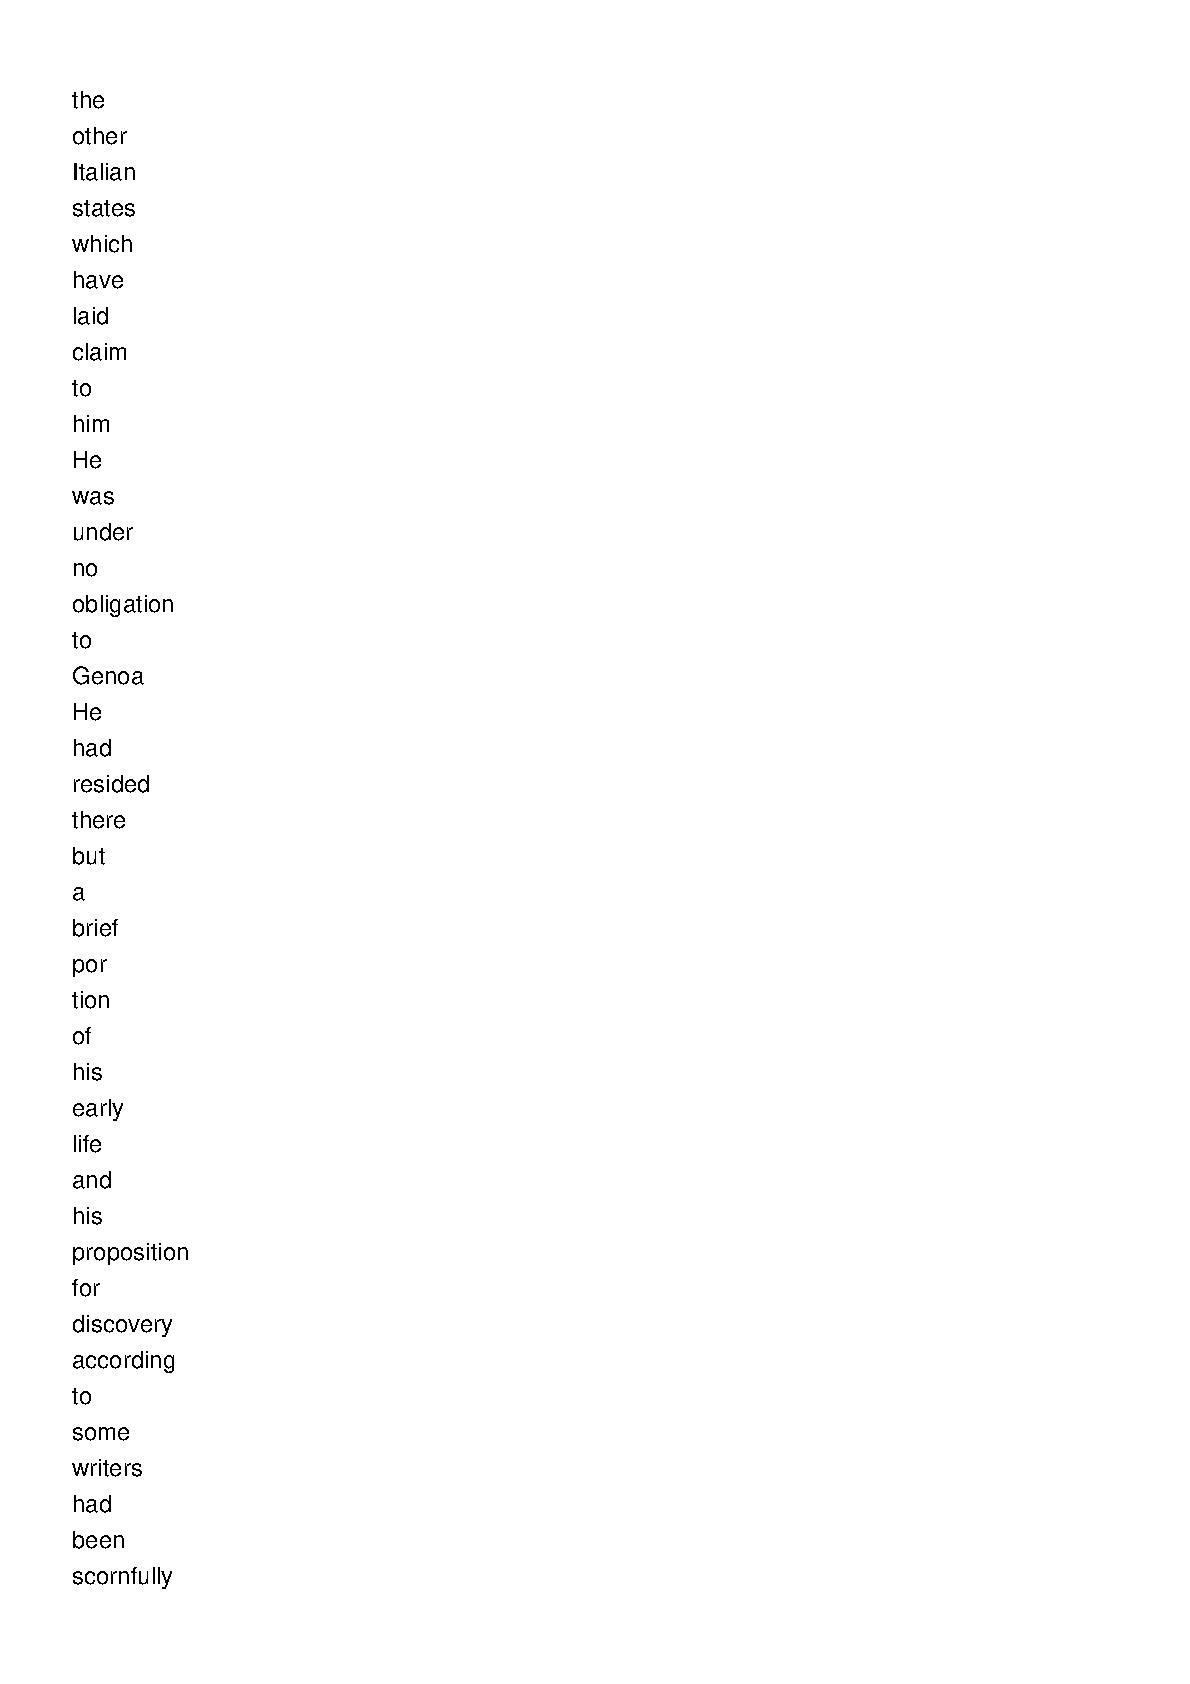 the
other
Italian
states
which
have
laid
claim
to
him
He
was
under
no
obligation
to
Genoa
He
had
resided
there
but
a
brief
por
tion
of
his
early
life
and
his
proposition
for
discovery
according
to
some
writers
had
been
scornfully